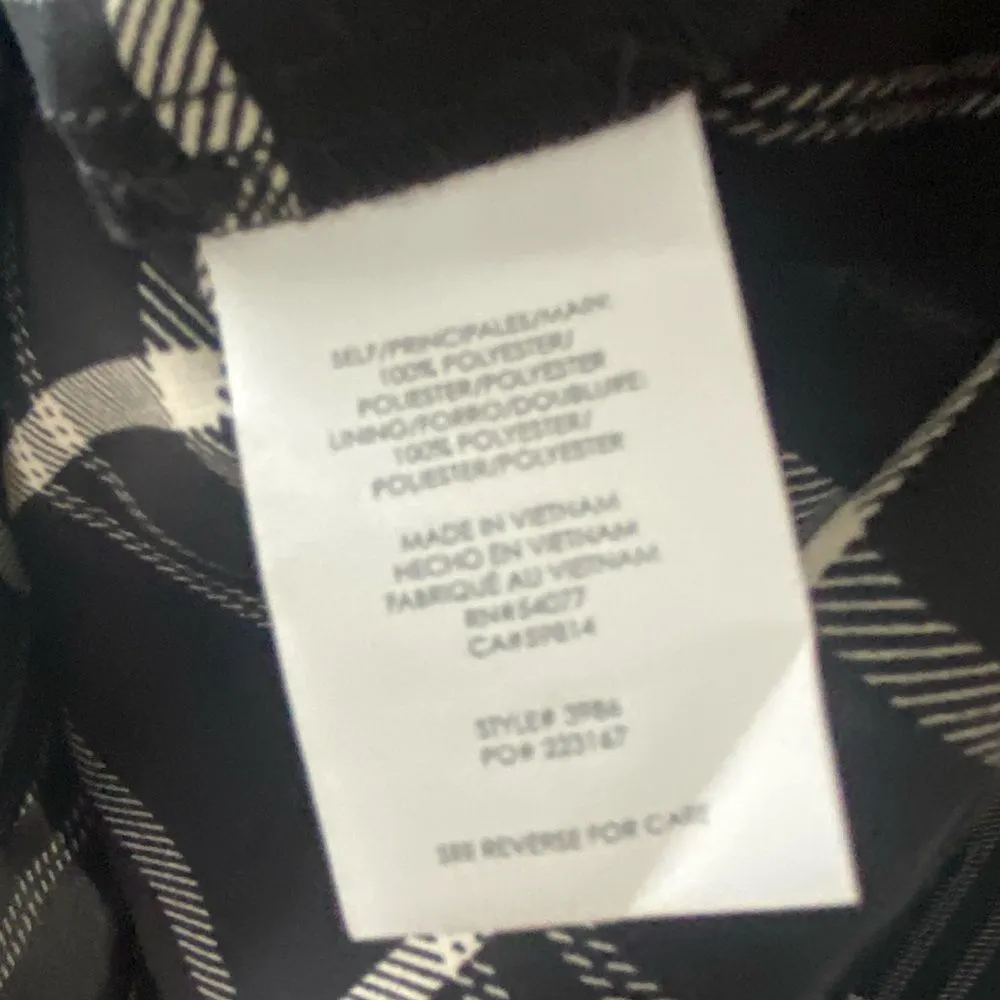 SELF/PRINCIPALES/MAIN:
100% POLYESTER/
POLIESTER/POLYESTER
LINING/FORRO/DOUBLURE:
100% POLYESTER/
POLIESTER/POLYESTER
MADE IN VIETNAM
HECHO EN VIETNAM
FABRIQUÉ AU VIETNAM
RN#54077
CA#59814
STYLE# 3986
PO# 223167
SEE REVERSE FOR CARE